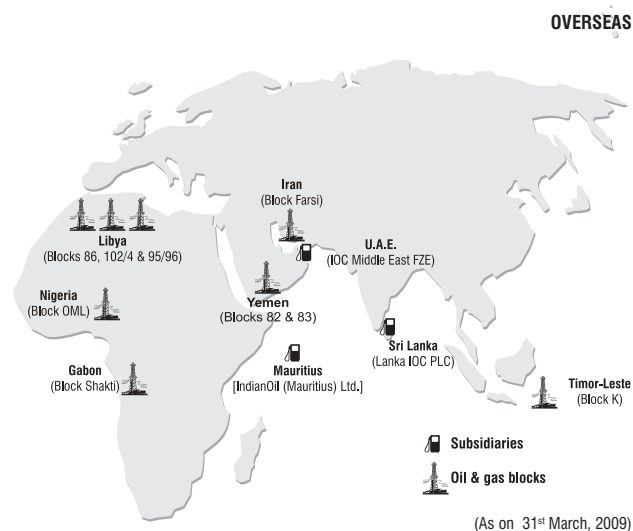 OVERSEAS
Iran
(Block Farsi)
Libya
(Blocks 86, 102/4 & 95/96)
U.A.E.
(IOC Middle East FZE)
Nigeria
(Block OML)
Yemen
(Blocks 82 & 83)
Sri Lanka
(Lanka IOC PLC)
Gabon
(Block Shakti)
Mauritius
[IndianOil (Mauritius) Ltd.]
Timor-Leste
(Block K)
Subsidiaries
Oil & gas blocks
(As on 31st March, 2009)